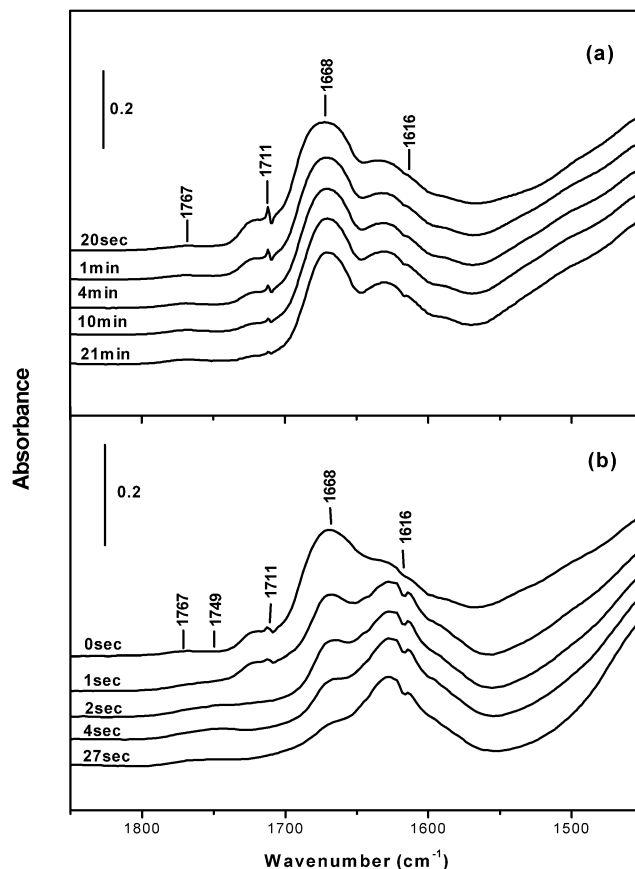 (a)
0.2
1668
1616
1711
1767
20sec
1min
4min
10min
21min
Absorbance
(b)
0.2
1668
1616
1711
1749
1767
0sec
1sec
2sec
4sec
27sec
1800 1700 1600 1500
Wavenumber (cm-1)